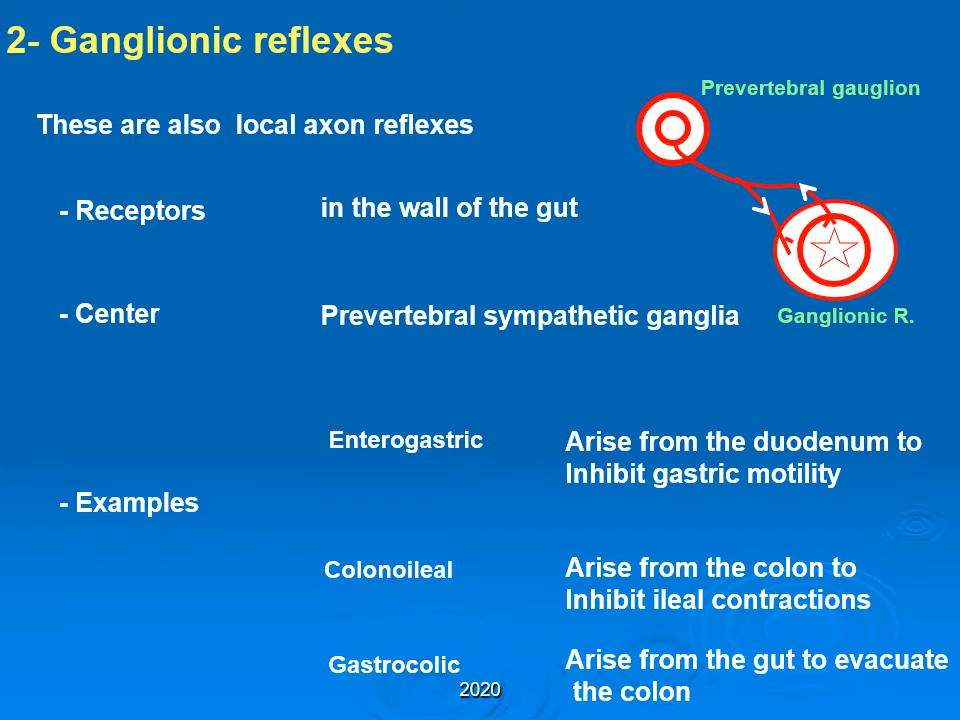 2- Ganglionic reflexes
Prevertebral gauglion
These are also local axon reflexes
- Receptors
in the wall of the gut
- Center
Prevertebral sympathetic ganglia
Ganglionic R.
Enterogastric
Arise from the duodenum to
Inhibit gastric motility
- Examples
Colonoileal
Arise from the colon to
Inhibit ileal contractions
Gastrocolic
Arise from the gut to evacuate
the colon
2020